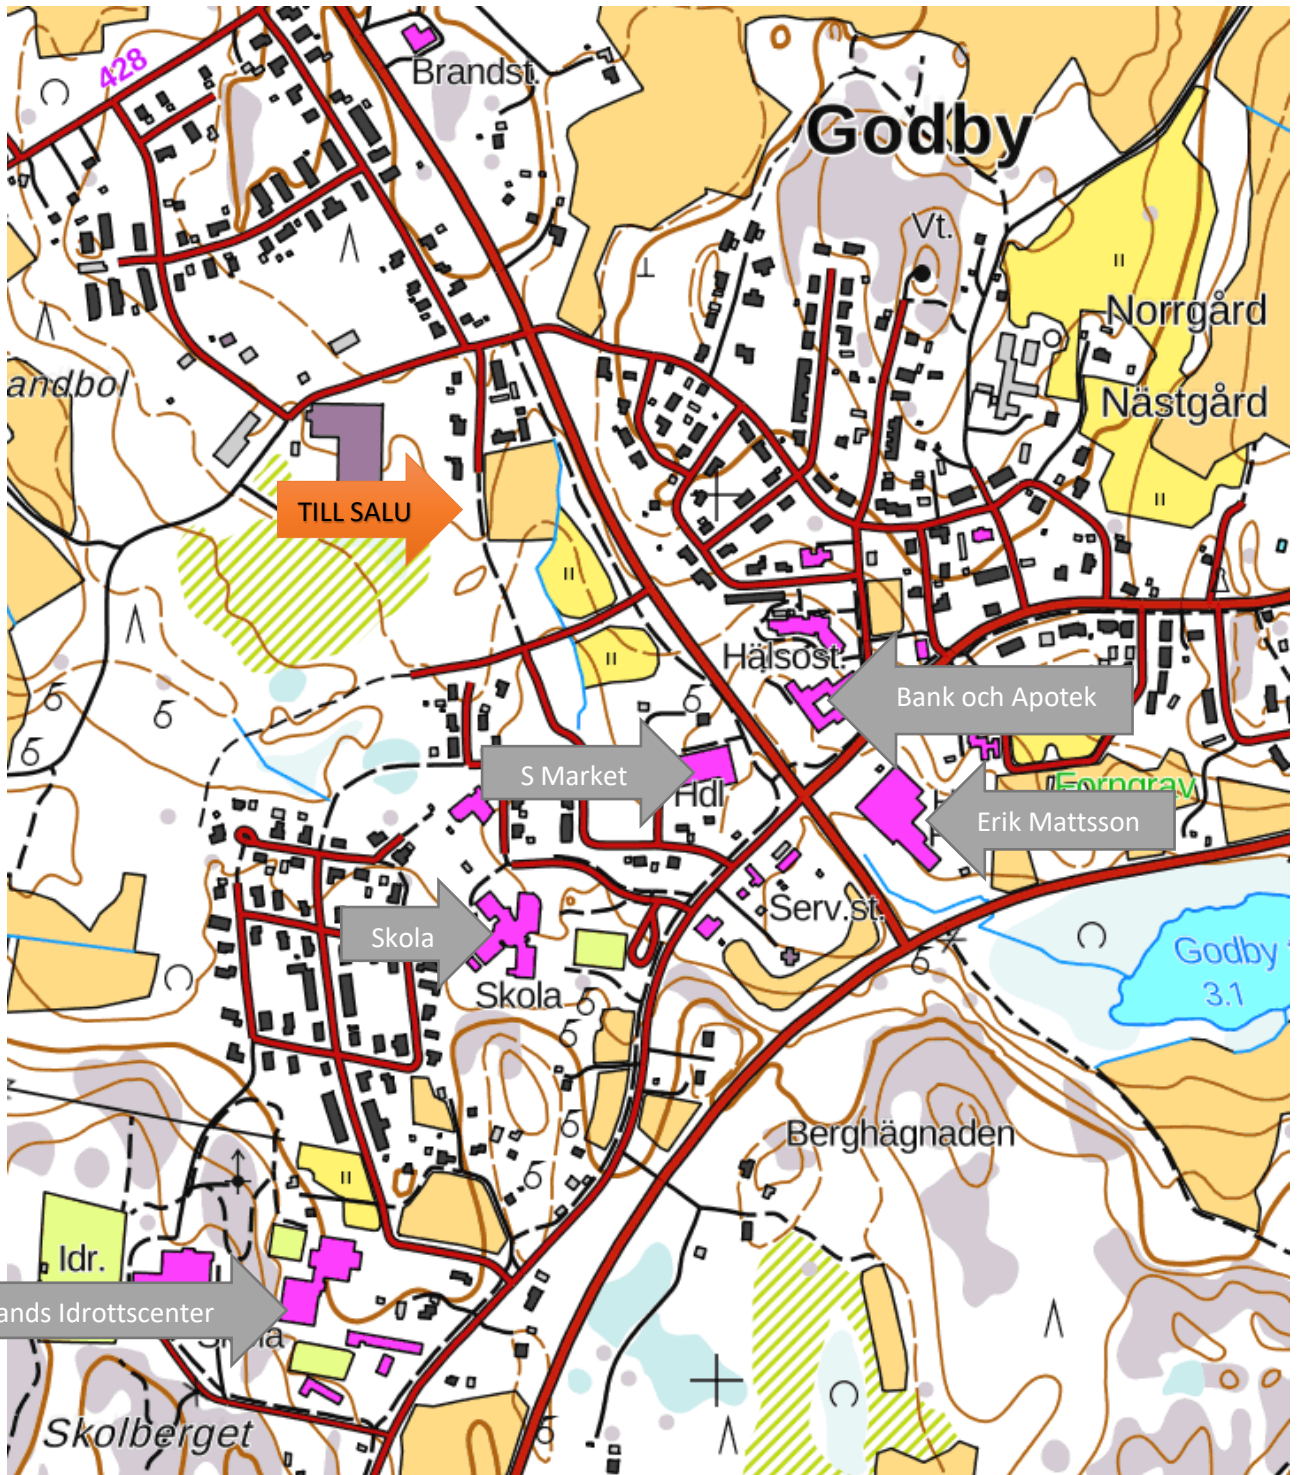 428
Brandst.
Godby
Vt.
Norrgård
andbol
Nästgård
TILL SALU
Hälsost.
Bank och Apotek
S Market
Hdl
Forngrav
Erik Mattsson
Serv.st.
Skola
Godby
3.1
Skola
Berghägnaden
Idr.
ands Idrottscenter
Skolberget